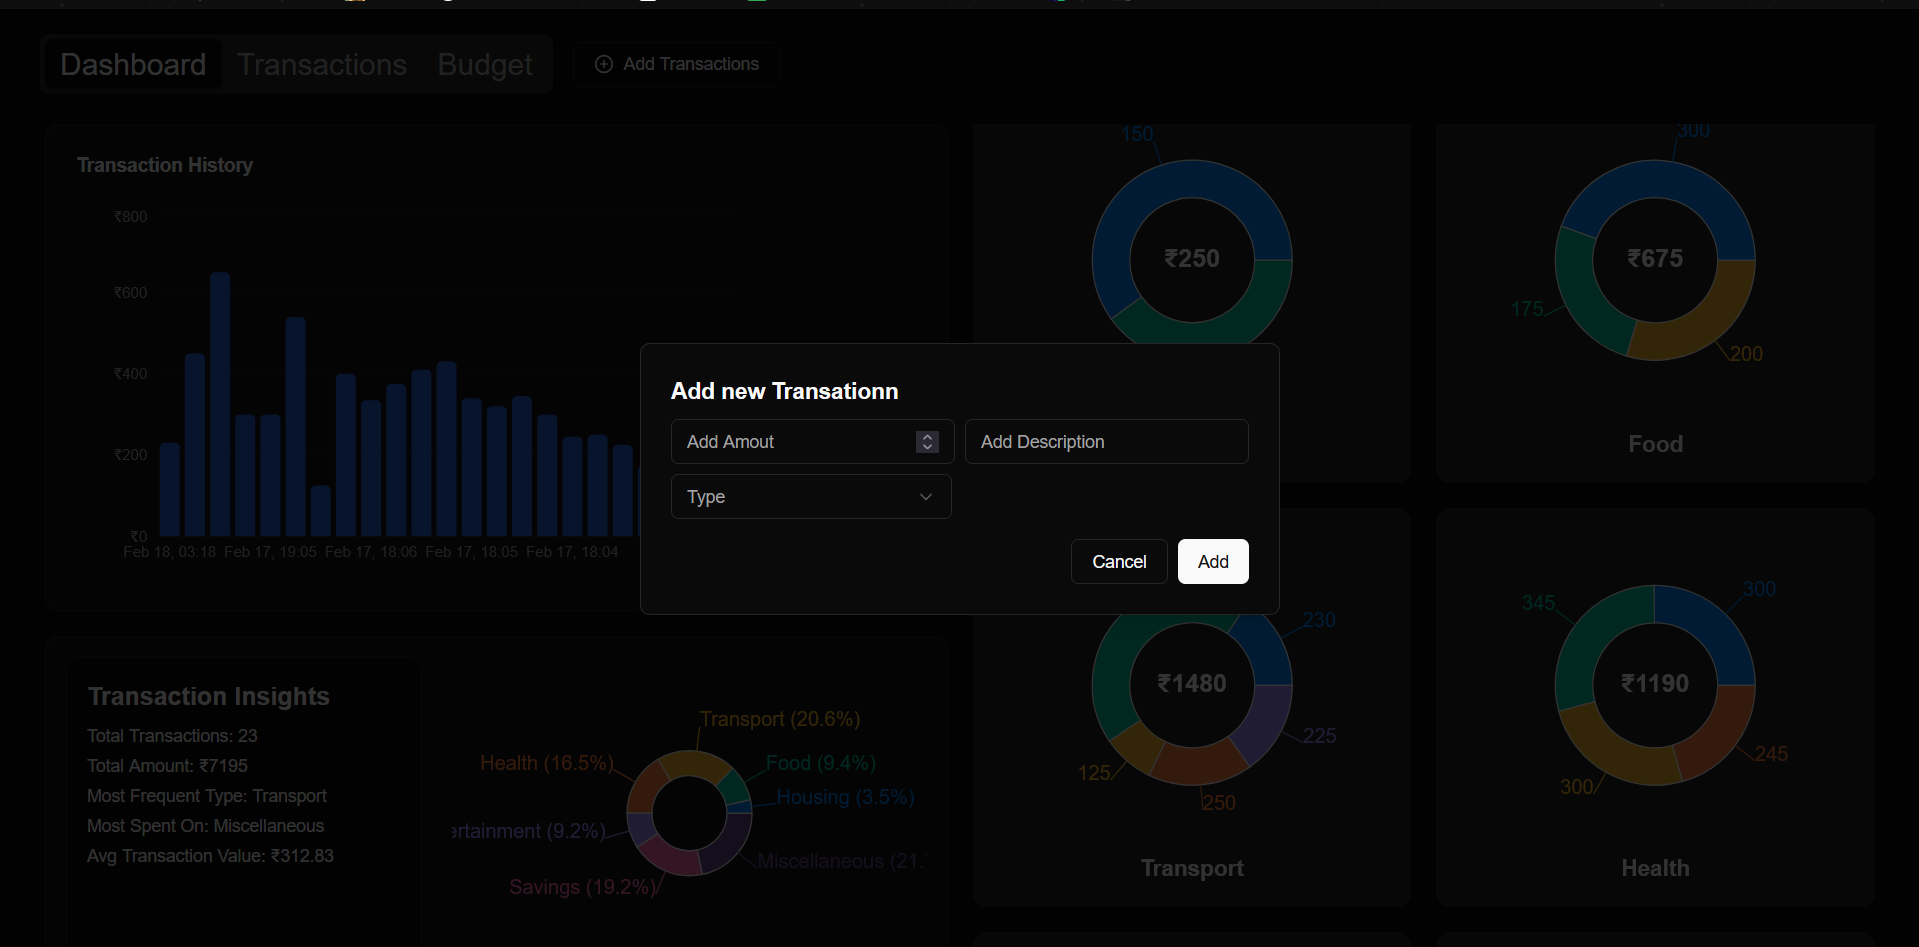 Dashboard Transactions Budget Add Transactions
Transaction History
₹800
₹600
₹400
₹200
₹0
Feb 18, 03:18 Feb 17, 19:05 Feb 17, 18:06 Feb 17, 18:05 Feb 17, 18:04
150
₹250
300
₹675
175
200
Food
Add new Transationn
Add Amout
Add Description
Type
Cancel
Add
Transaction Insights
Total Transactions: 23
Total Amount: ₹7195
Most Frequent Type: Transport
Most Spent On: Miscellaneous
Avg Transaction Value: ₹312.83
Transport (20.6%)
Health (16.5%)
Food (9.4%)
Housing (3.5%)
ertainment (9.2%)
Miscellaneous (21.
Savings (19.2%)
230
₹1480
225
125
250
Transport
345
300
₹1190
245
300
Health